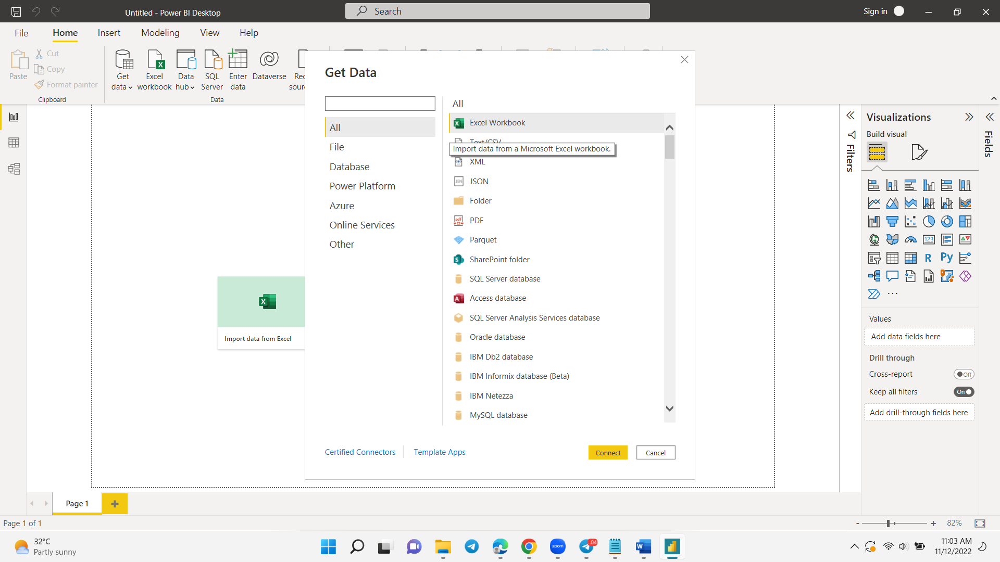 Untitled - Power BI Desktop
Search
Sign in
File
Home
Insert
Modeling
View
Help
Paste
Cut
Copy
Format painter
Clipboard
Get data
Excel workbook
Data hub
SQL Server
Enter data
Dataverse
Data
Get Data
All
File
Database
Power Platform
Azure
Online Services
Other
All
Excel Workbook
Text/CSV
Import data from a Microsoft Excel workbook.
XML
JSON
Folder
PDF
Parquet
SharePoint folder
SQL Server database
Access database
SQL Server Analysis Services database
Oracle database
IBM Db2 database
IBM Informix database (Beta)
IBM Netezza
MySQL database
Certified Connectors
Template Apps
Connect
Cancel
Import data from Excel
Filters
Visualizations
Build visual
123
R
Py
Values
Add data fields here
Drill through
Cross-report
Off
Keep all filters
On
Add drill-through fields here
Fields
Page 1
Page 1 of 1
- + 82%
32°C
Partly sunny
zoom
11:03 AM
11/12/2022